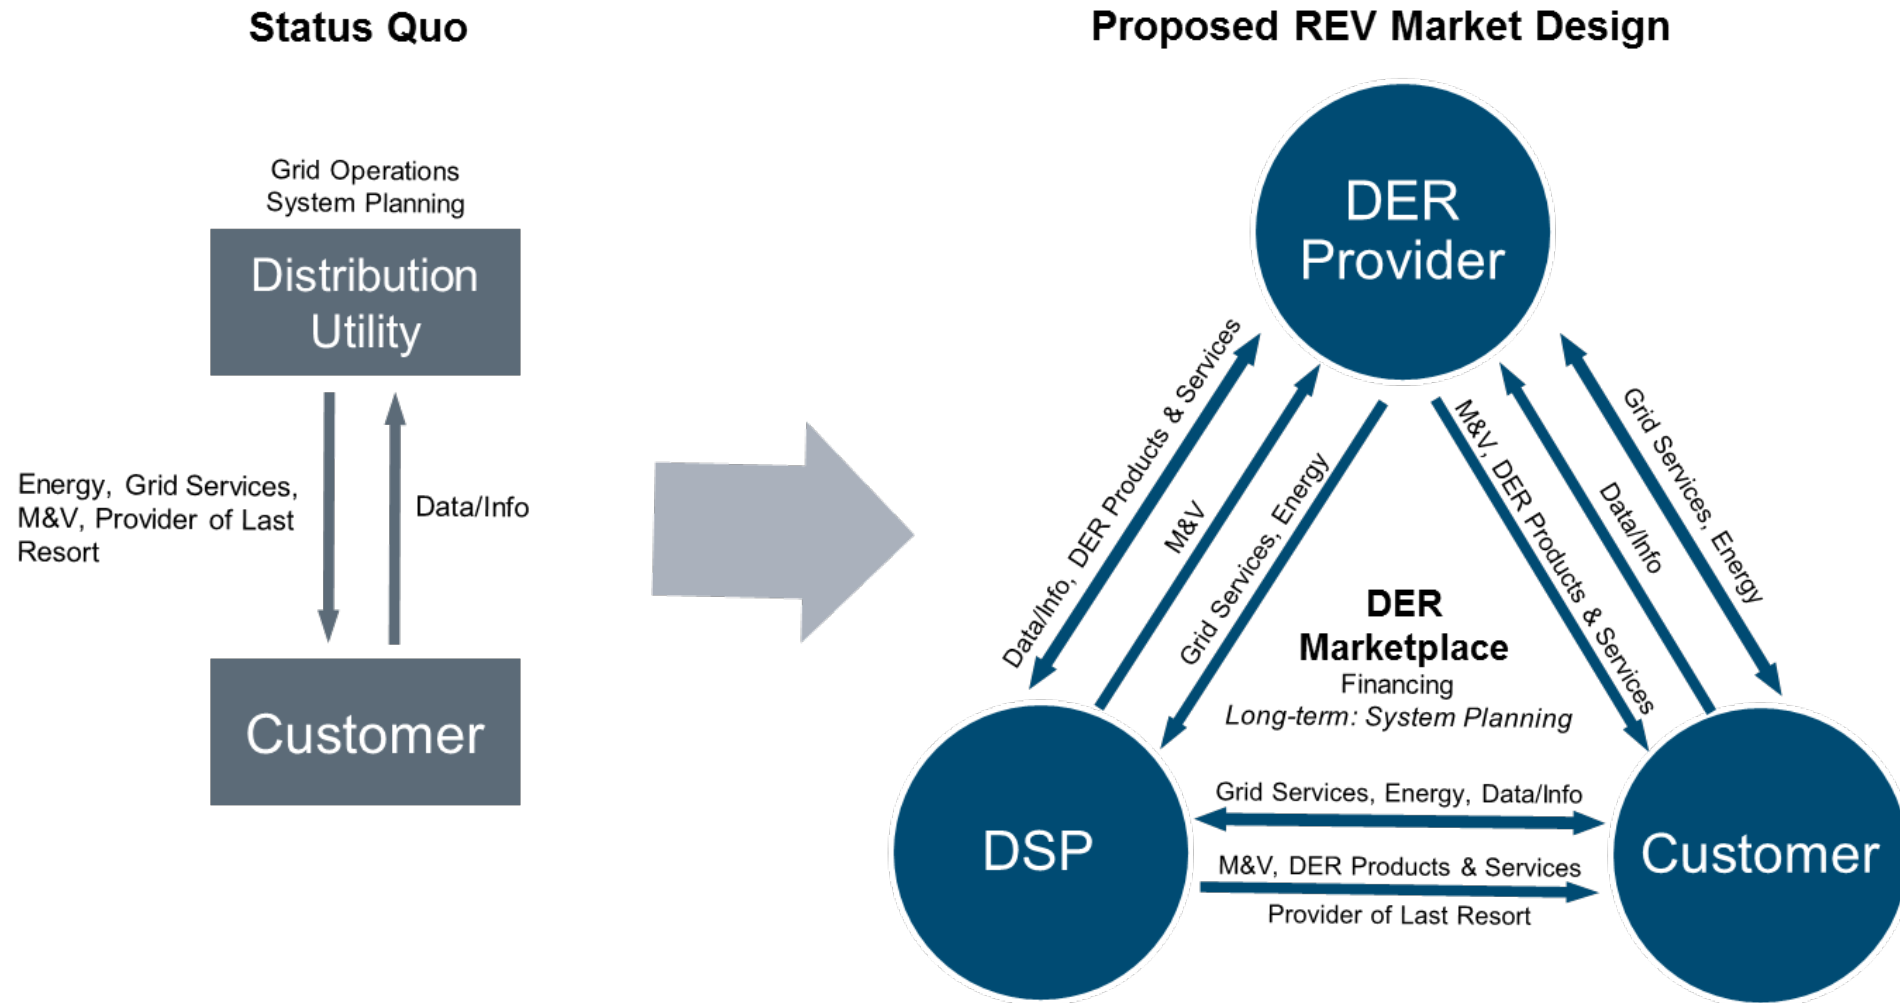 Status Quo
Proposed REV Market Design
Grid Operations
System Planning
Distribution
Utility
Energy, Grid Services,
M&V, Provider of Last
Resort
Data/Info
Customer
DER
Provider
Data/Info, DER Products & Services
M&V
Grid Services, Energy
M&V, DER Products & Services
Data/Info
Grid Services, Energy
DER
Marketplace
Financing
Long-term: System Planning
DSP
Grid Services, Energy, Data/Info
M&V, DER Products & Services
Provider of Last Resort
Customer